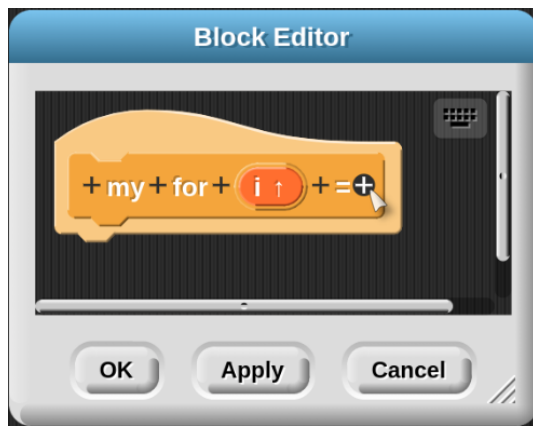 Block Editor
+ my + for + i ↑ + = +
OK Apply Cancel